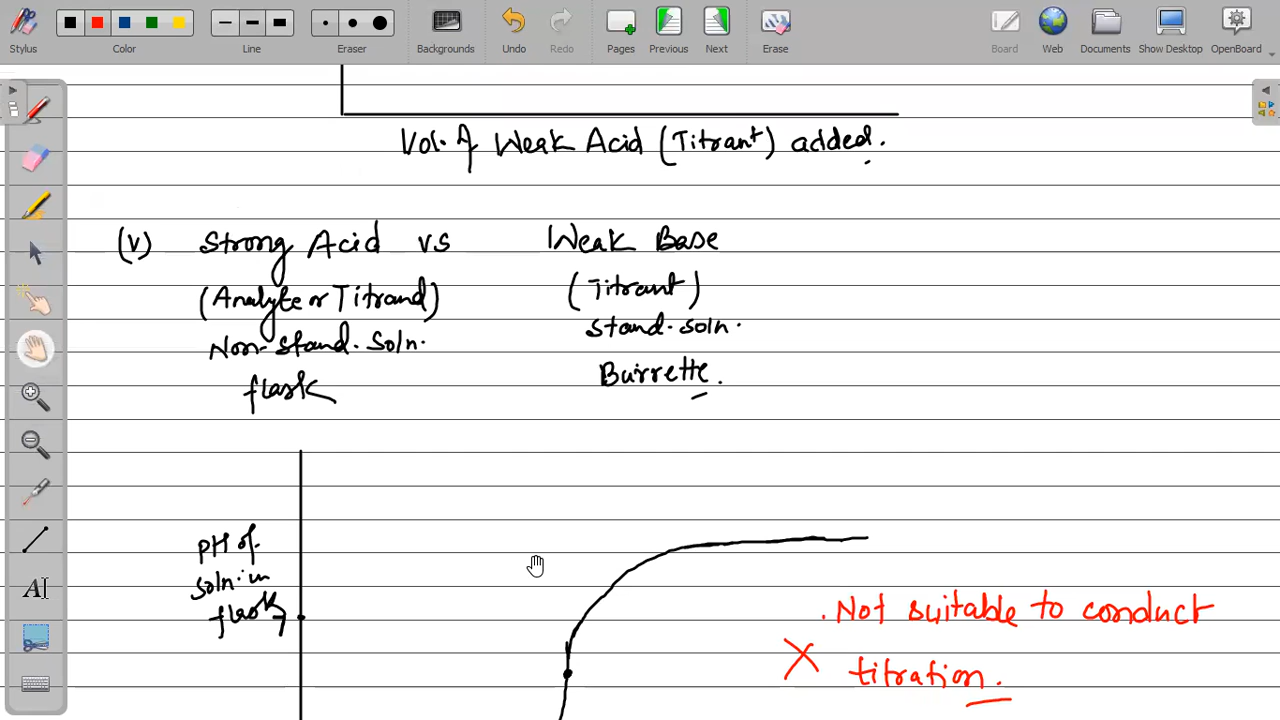 Stylus
Color
Line
Eraser
Backgrounds
Undo
Redo
Pages
Previous
Next
Erase
Board
Web
Documents
Show Desktop
OpenBoard
Vol. of Weak Acid (Titrant) added.
(v) Strong Acid vs Weak Base
(Analyte or Titrand) (Titrant)
Non-Stand. Soln. Stand. soln.
flask Burrette.
pH of
soln. in
flask
7
. Not suitable to conduct
X titration.
AI